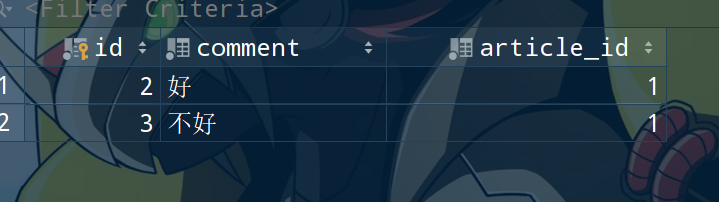 <Filter Criteria>
id comment article_id
1 2 好 1
2 3 不好 1